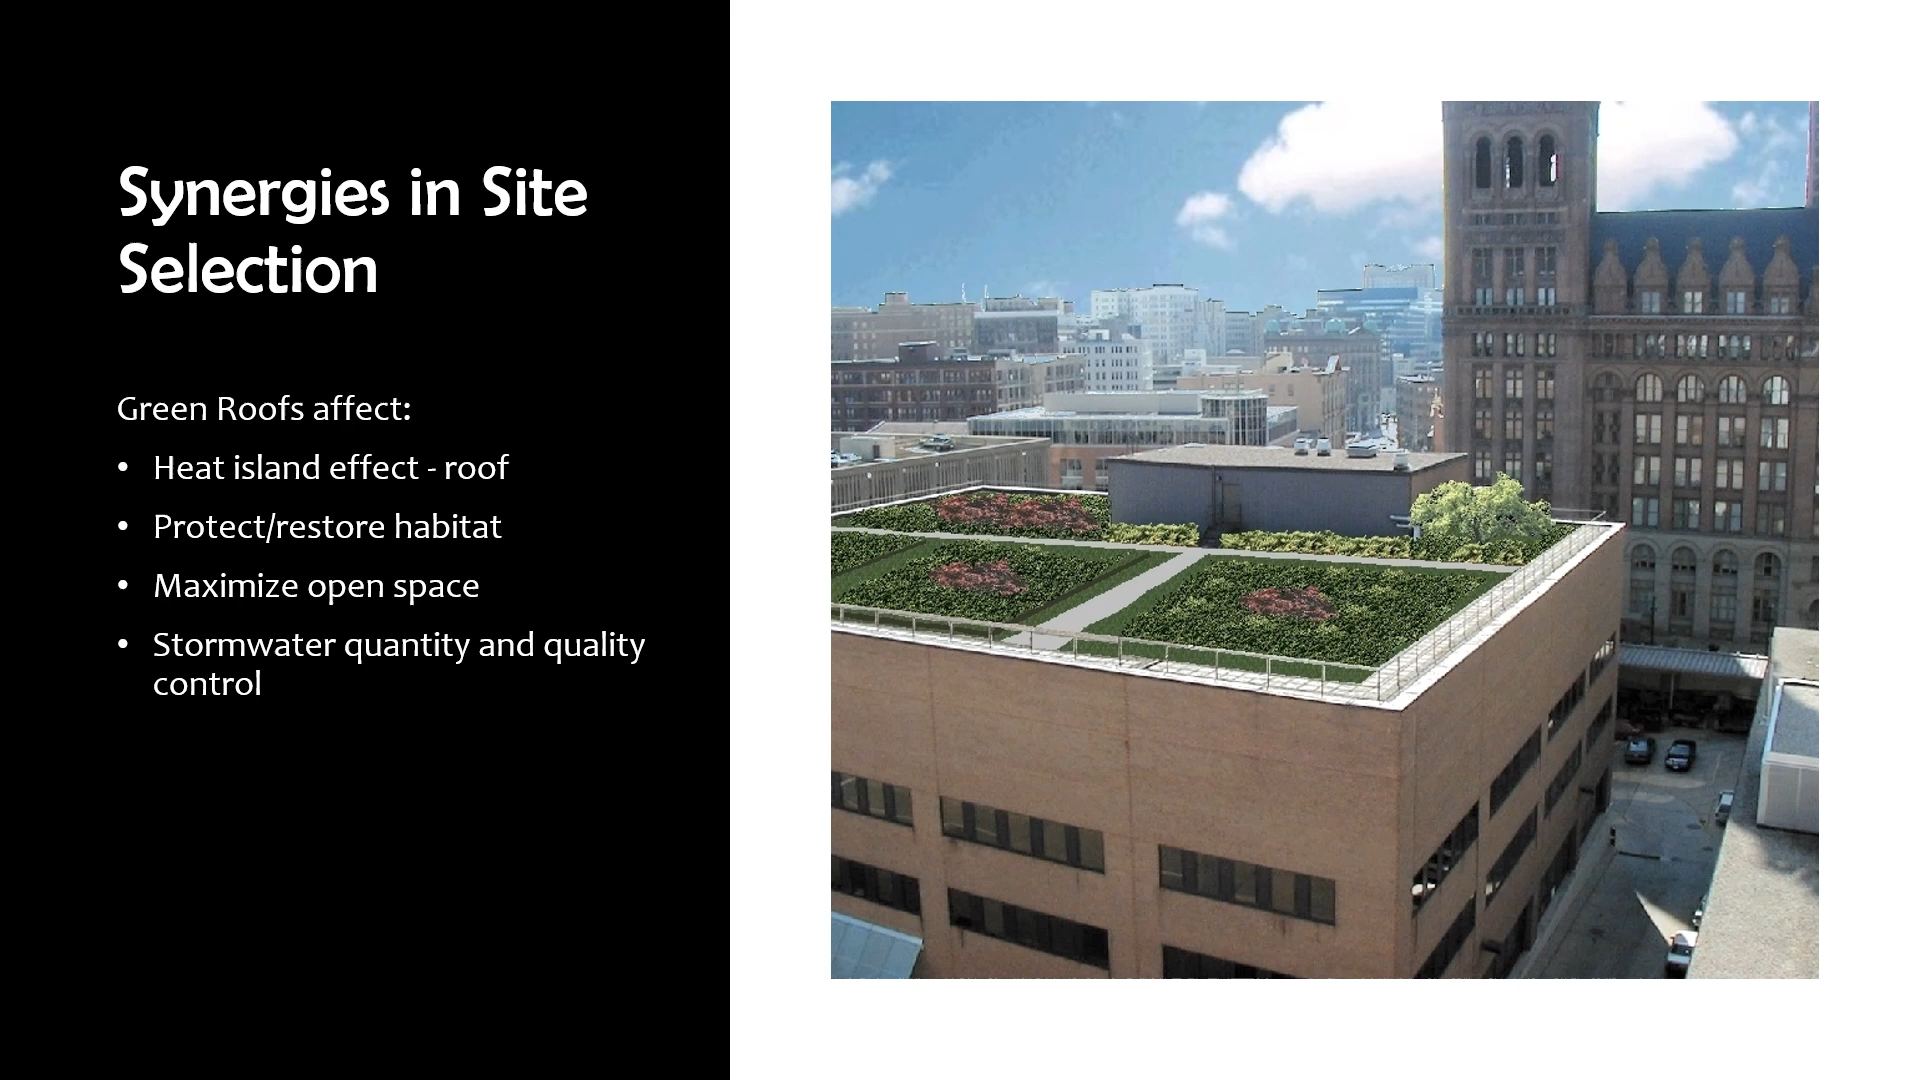 Synergies in Site
Selection
Green Roofs affect:
• Heat island effect - roof
• Protect/restore habitat
• Maximize open space
• Stormwater quantity and quality
control